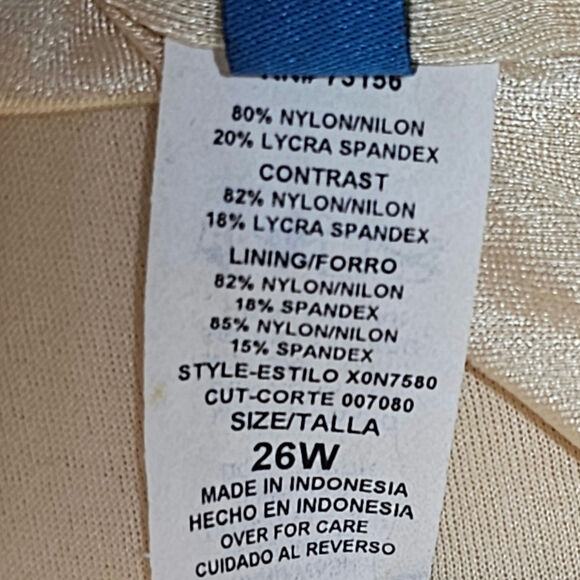 RN# 73156
80% NYLON/NILON
20% LYCRA SPANDEX
CONTRAST
82% NYLON/NILON
18% LYCRA SPANDEX
LINING/FORRO
82% NYLON/NILON
18% SPANDEX
85% NYLON/NILON
15% SPANDEX
STYLE-ESTILO X0N7580
CUT-CORTE 007080
SIZE/TALLA
26W
MADE IN INDONESIA
HECHO EN INDONESIA
OVER FOR CARE
CUIDADO AL REVERSO